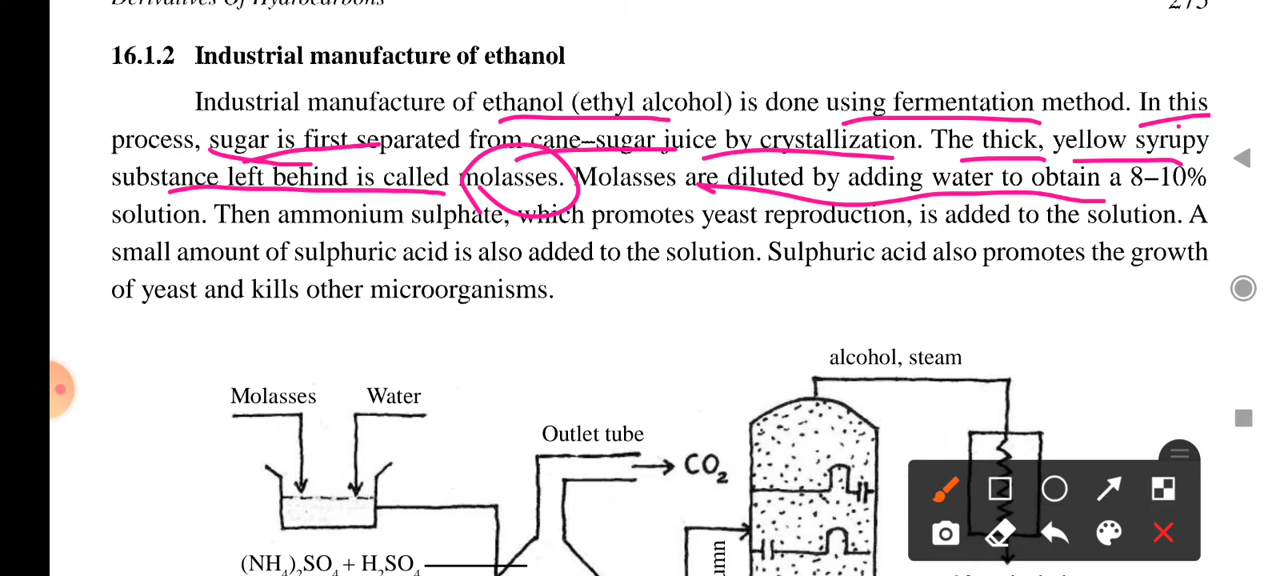 Derivatives Of Hydrocarbons 275
16.1.2 Industrial manufacture of ethanol
Industrial manufacture of ethanol (ethyl alcohol) is done using fermentation method. In this
process, sugar is first separated from cane–sugar juice by crystallization. The thick, yellow syrupy
substance left behind is called molasses. Molasses are diluted by adding water to obtain a 8–10%
solution. Then ammonium sulphate, which promotes yeast reproduction, is added to the solution. A
small amount of sulphuric acid is also added to the solution. Sulphuric acid also promotes the growth
of yeast and kills other microorganisms.
alcohol, steam
Molasses Water
Outlet tube
CO₂
(NH₄)₂SO₄ + H₂SO₄